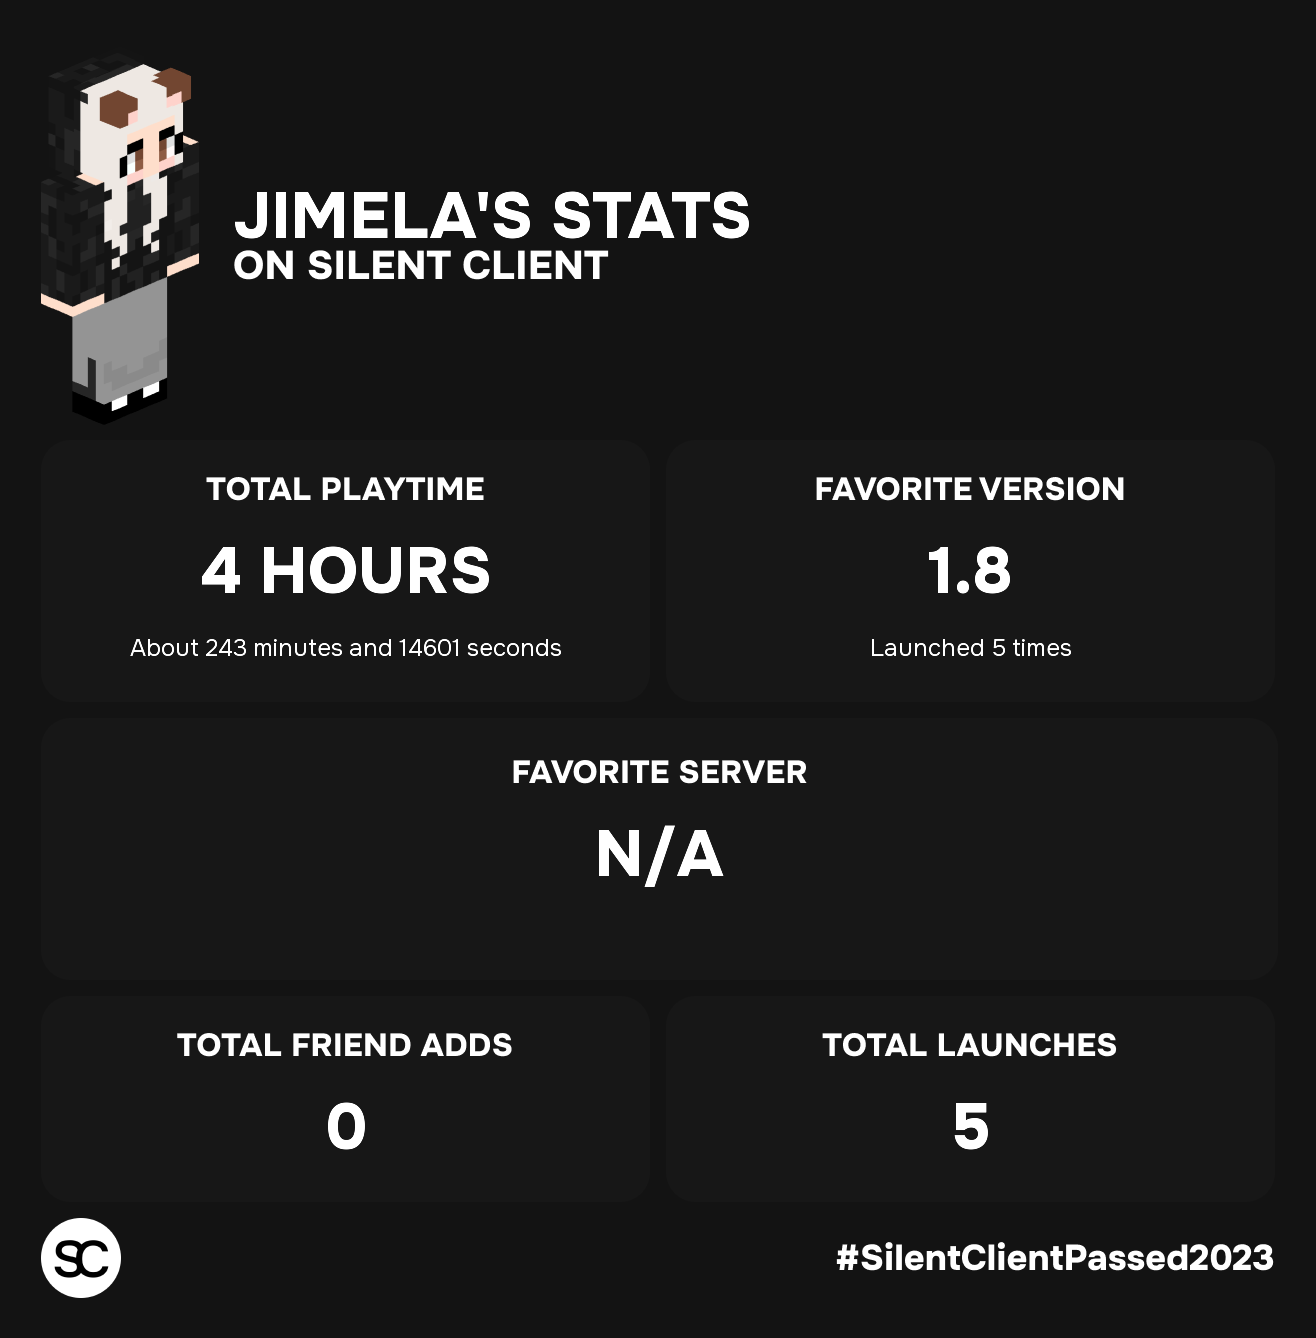 JIMELA'S STATS
ON SILENT CLIENT
TOTAL PLAYTIME
4 HOURS
About 243 minutes and 14601 seconds
FAVORITE VERSION
1.8
Launched 5 times
FAVORITE SERVER
N/A
TOTAL FRIEND ADDS
0
TOTAL LAUNCHES
5
SC
#SilentClientPassed2023